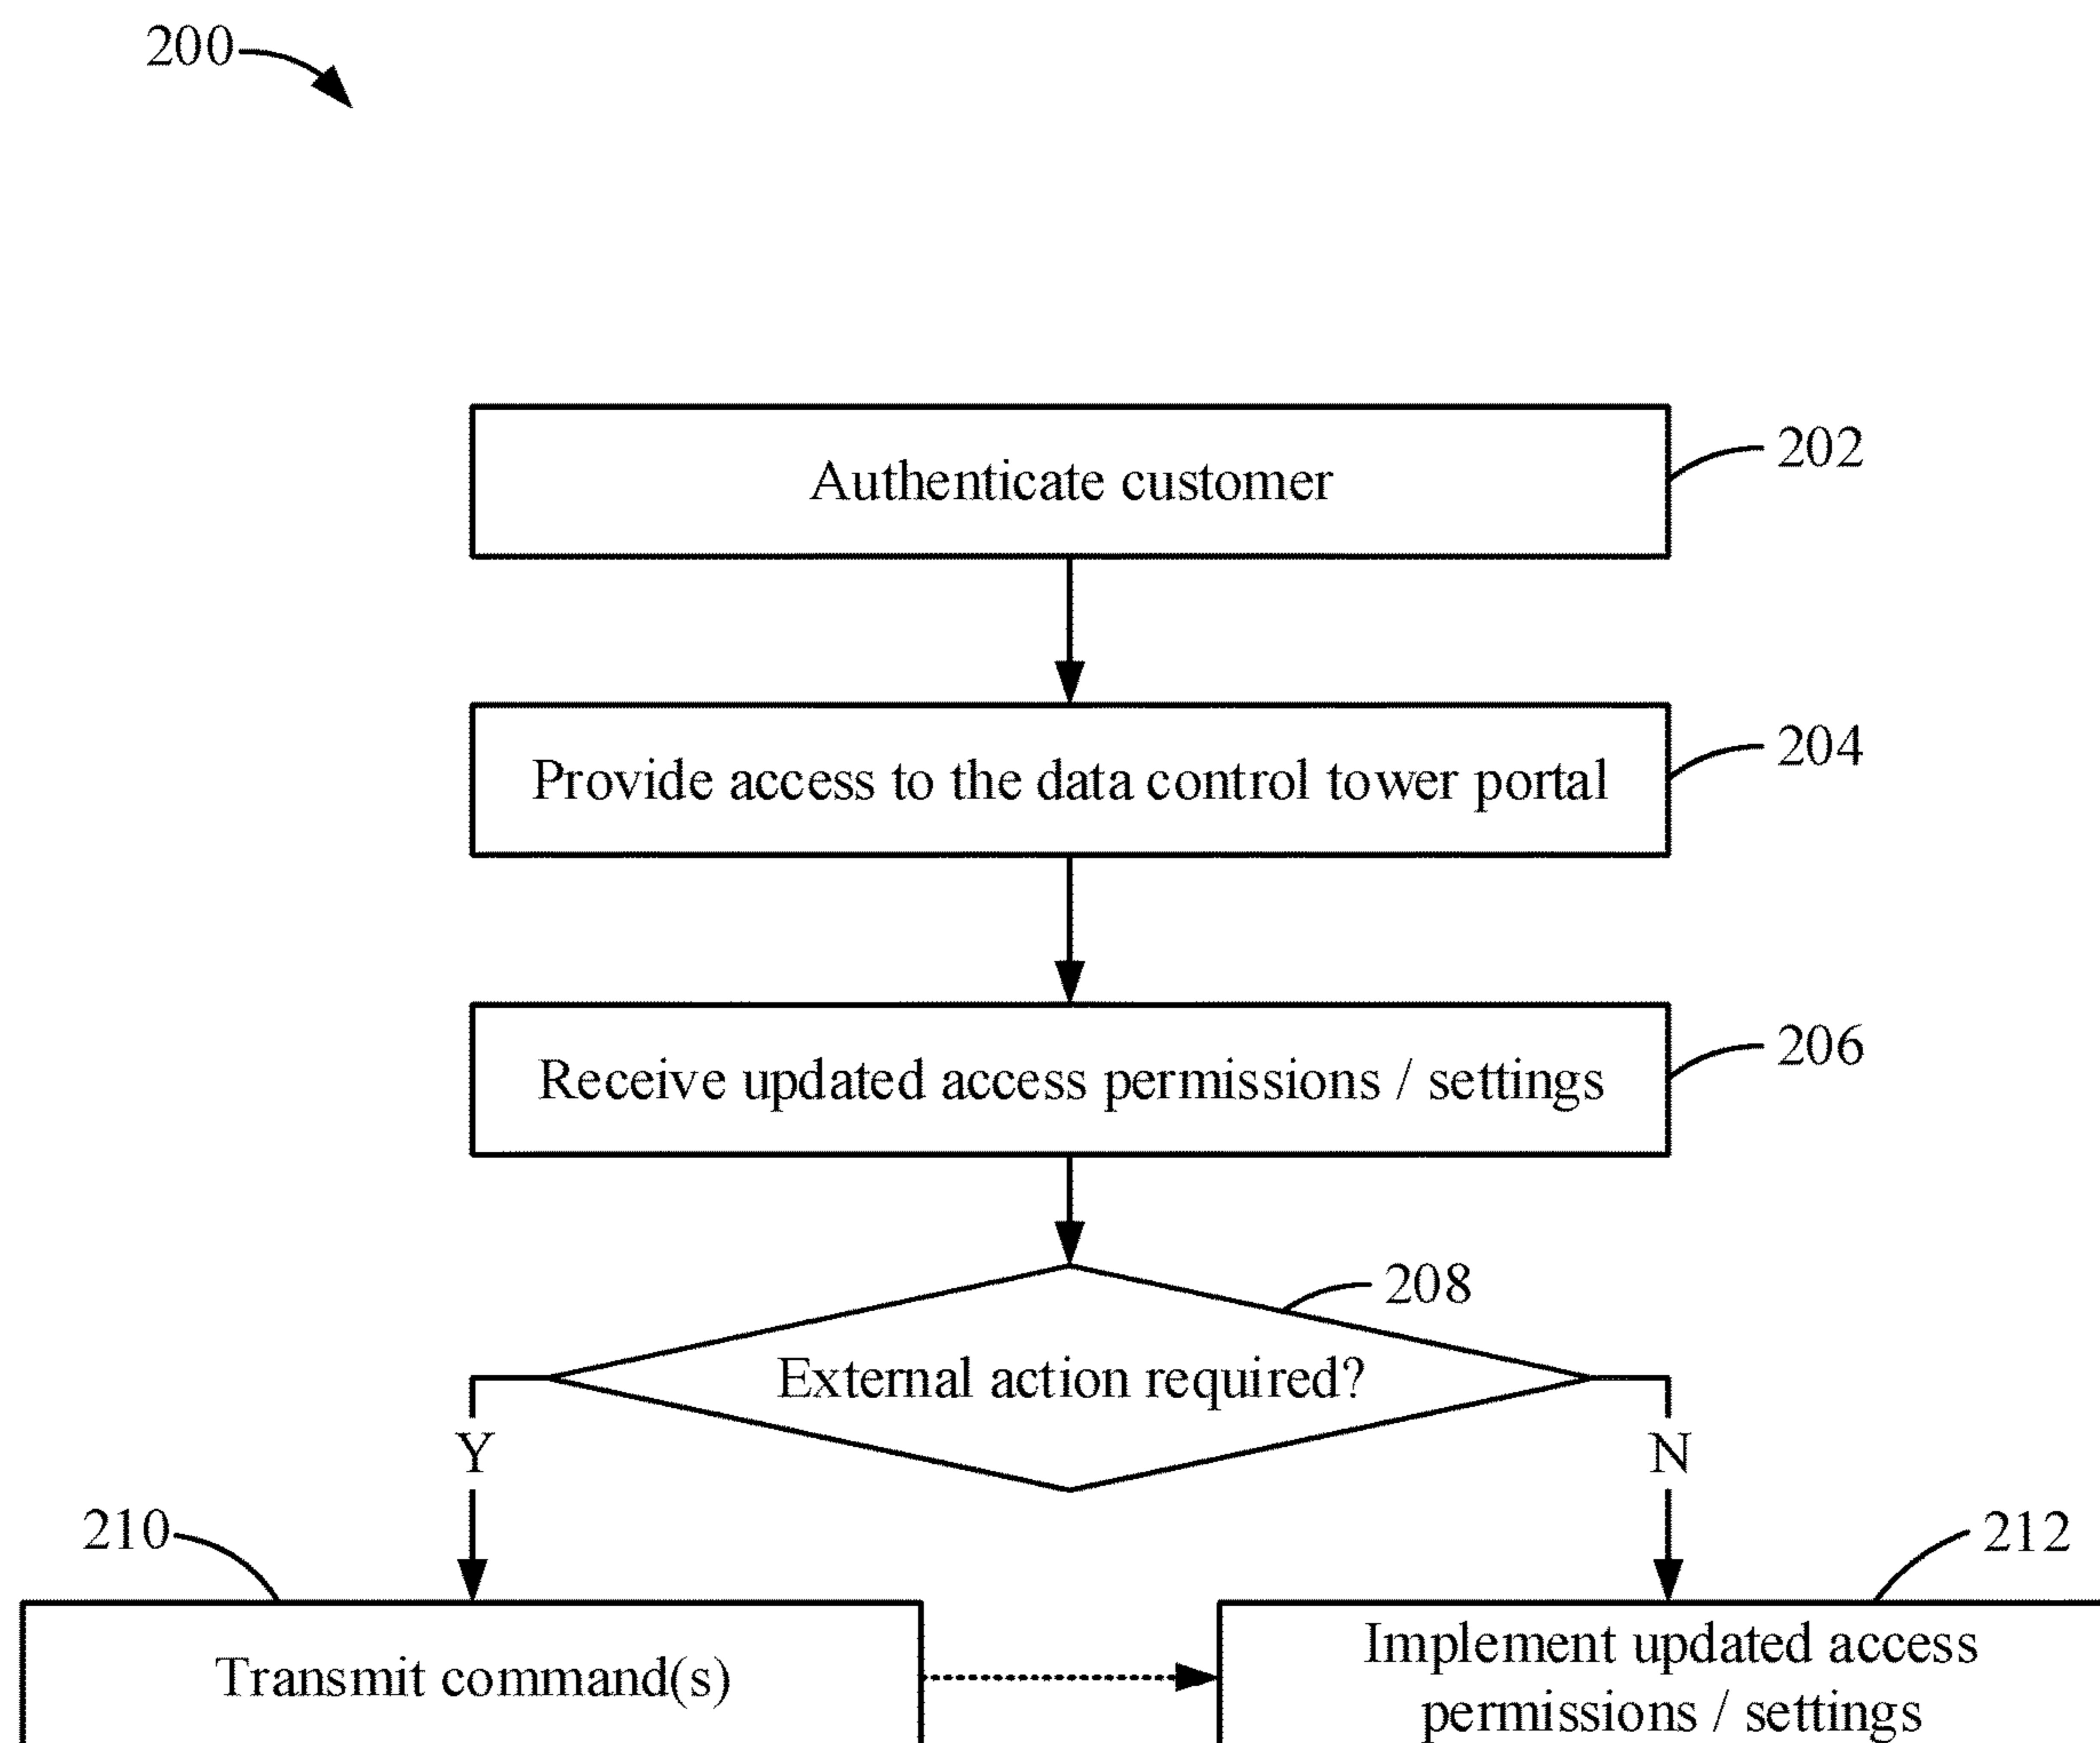 200
Authenticate customer
202
Provide access to the data control tower portal
204
Receive updated access permissions / settings
206
208
External action required?
Y
N
210
212
Transmit command(s)
Implement updated access
permissions / settings